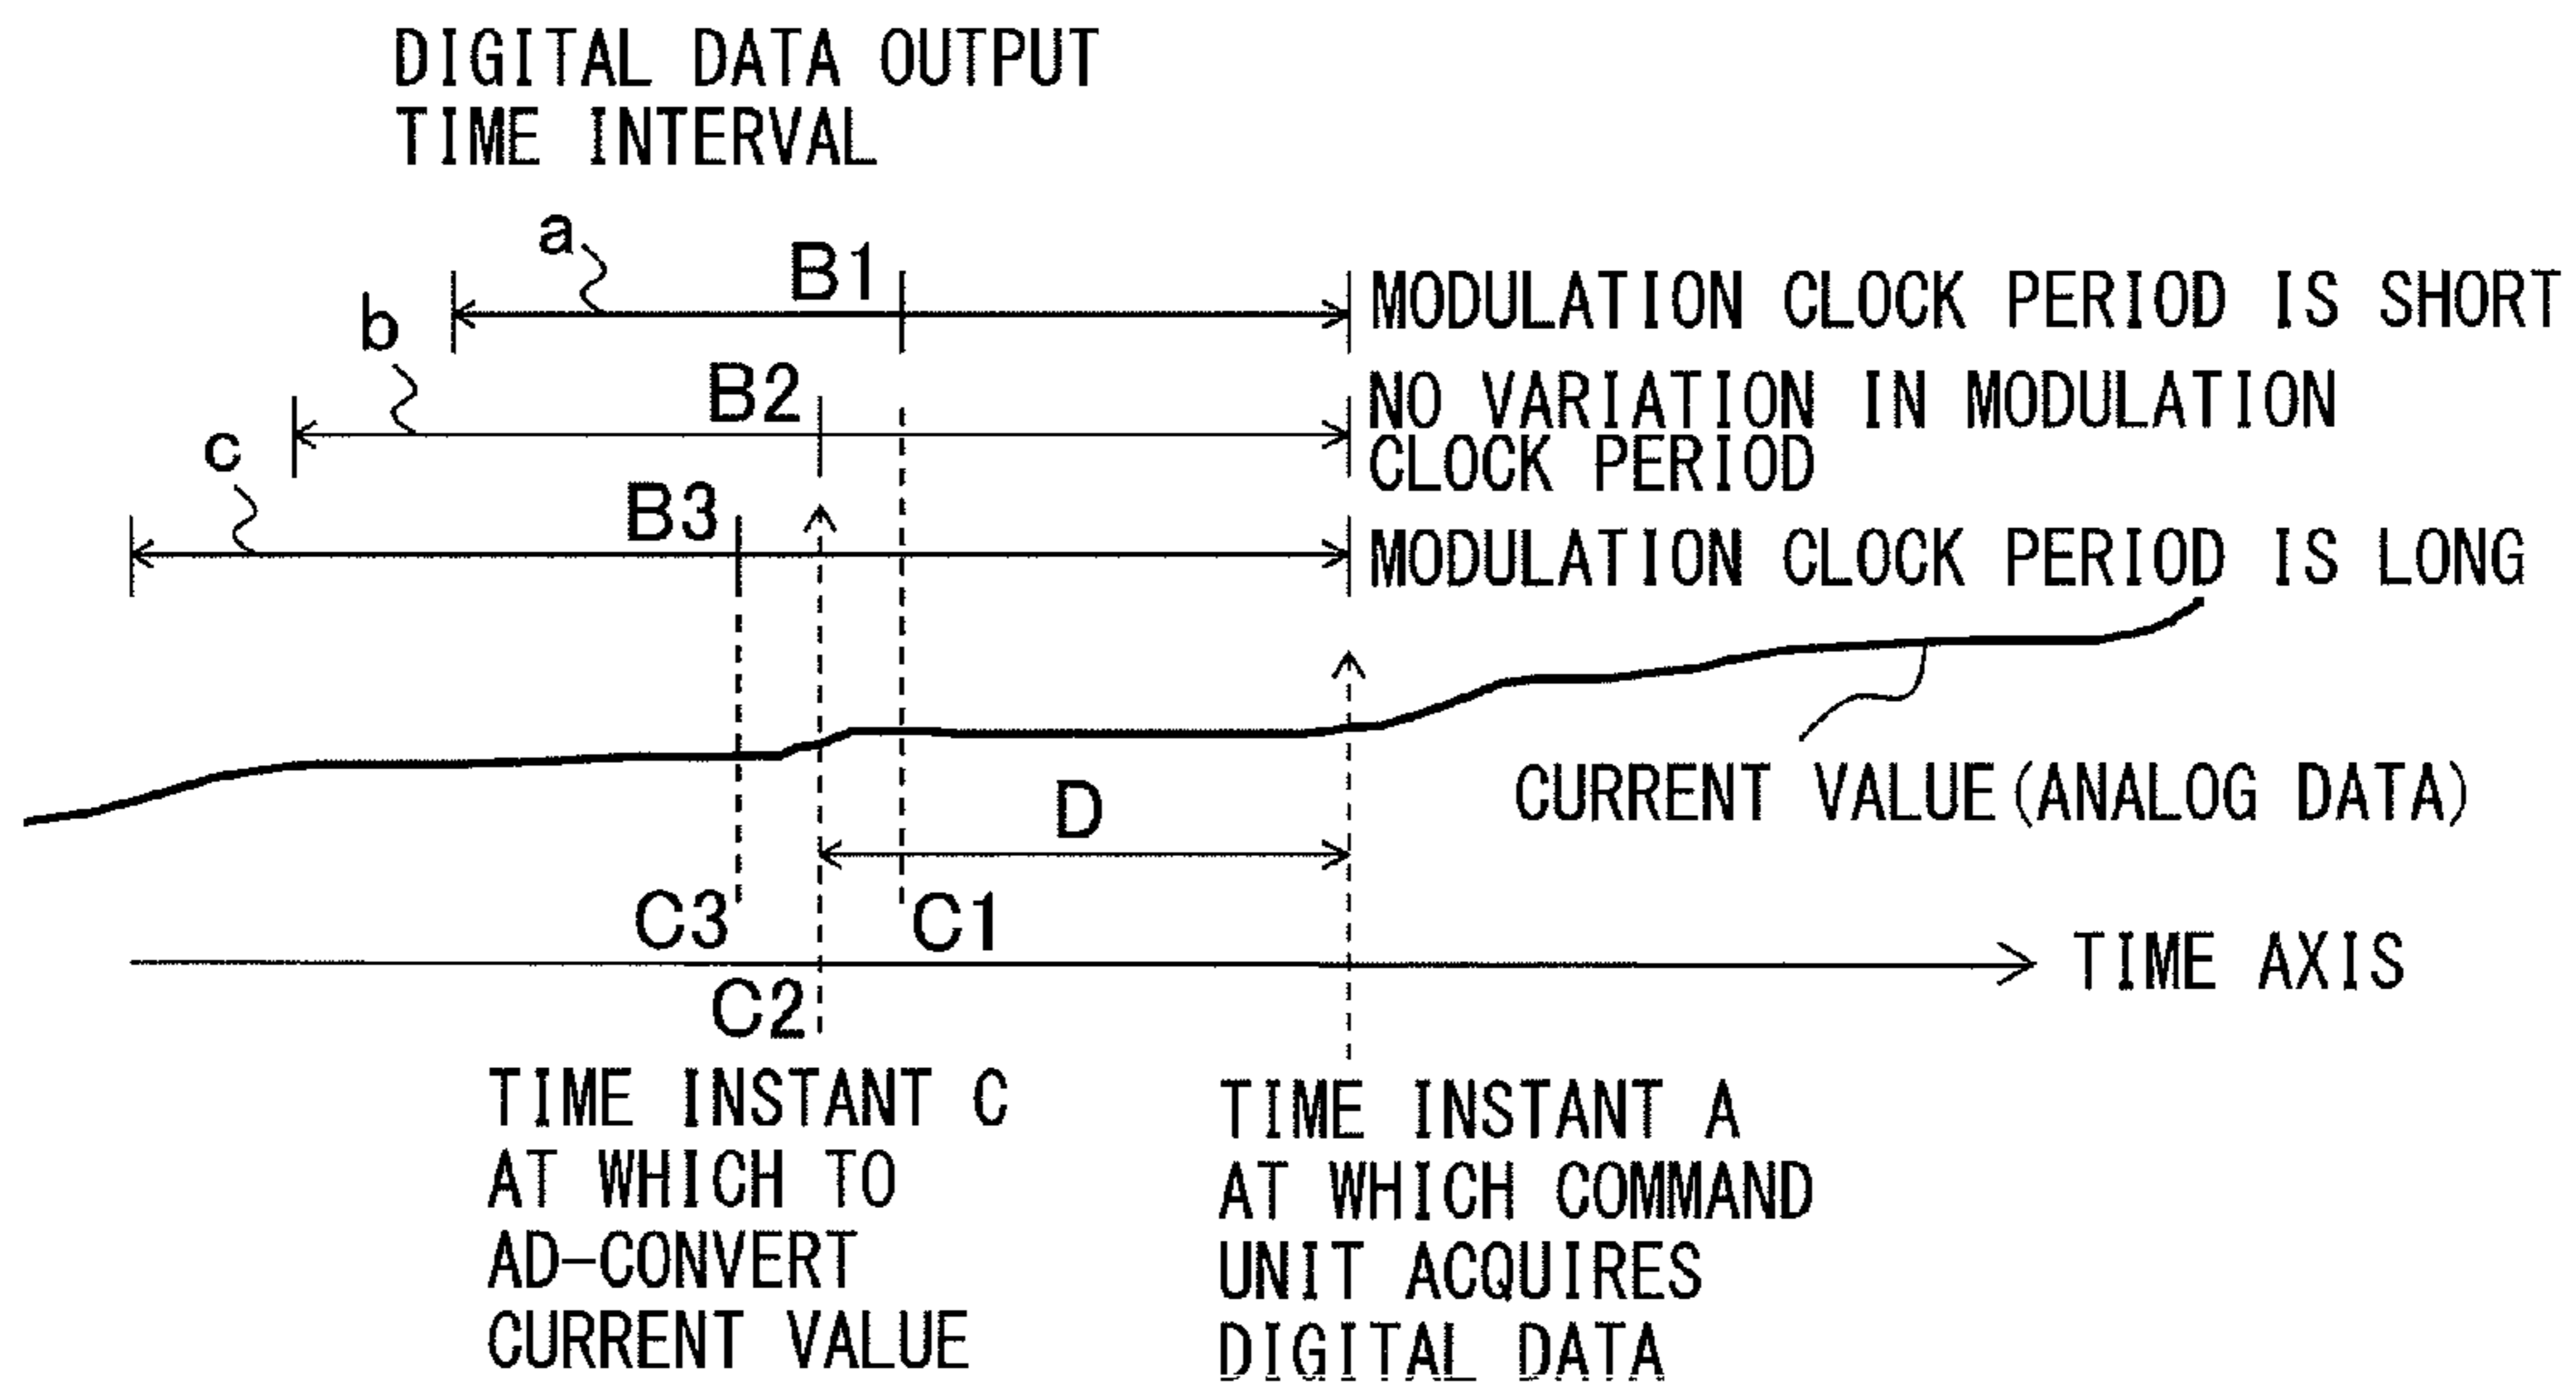 DIGITAL DATA OUTPUT
TIME INTERVAL
a
B1
MODULATION CLOCK PERIOD IS SHORT
b
B2
NO VARIATION IN MODULATION
CLOCK PERIOD
c
B3
MODULATION CLOCK PERIOD IS LONG
CURRENT VALUE(ANALOG DATA)
D
C3
C1
TIME AXIS
C2
TIME INSTANT C
AT WHICH TO
AD-CONVERT
CURRENT VALUE
TIME INSTANT A
AT WHICH COMMAND
UNIT ACQUIRES
DIGITAL DATA